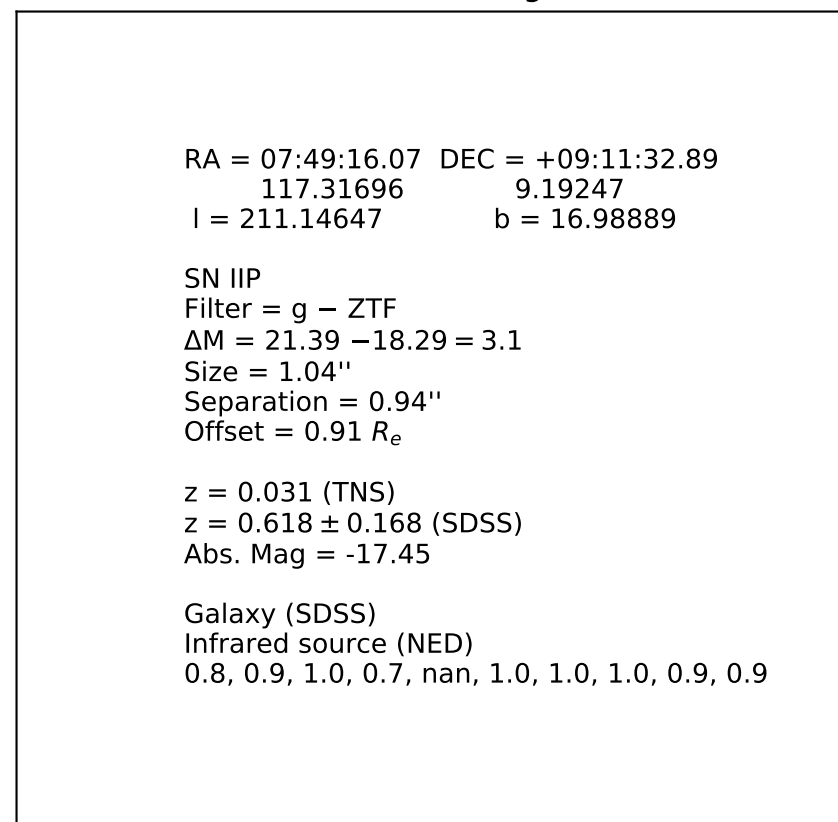 RA = 07:49:16.07 DEC = +09:11:32.89
117.31696 9.19247
l = 211.14647 b = 16.98889
SN IIP
Filter = g − ZTF
ΔM = 21.39 −18.29 = 3.1
Size = 1.04''
Separation = 0.94''
Offset = 0.91 Rₑ
z = 0.031 (TNS)
z = 0.618 ± 0.168 (SDSS)
Abs. Mag = -17.45
Galaxy (SDSS)
Infrared source (NED)
0.8, 0.9, 1.0, 0.7, nan, 1.0, 1.0, 1.0, 0.9, 0.9